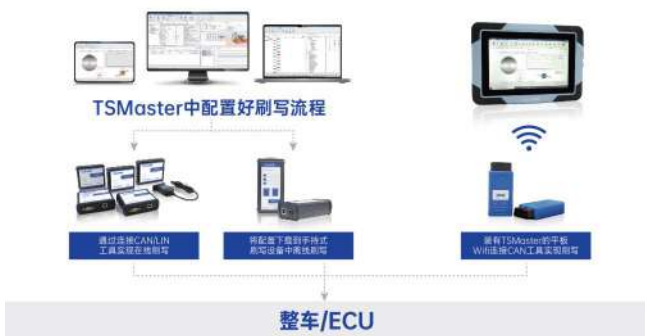 TSMaster中配置好刷写流程
通过连接CAN/LIN
工具实现在线刷写
将配置下载到手持式
刷写设备中离线刷写
装有TSMaster的平板
Wifi连接CAN工具实现刷写
整车/ECU